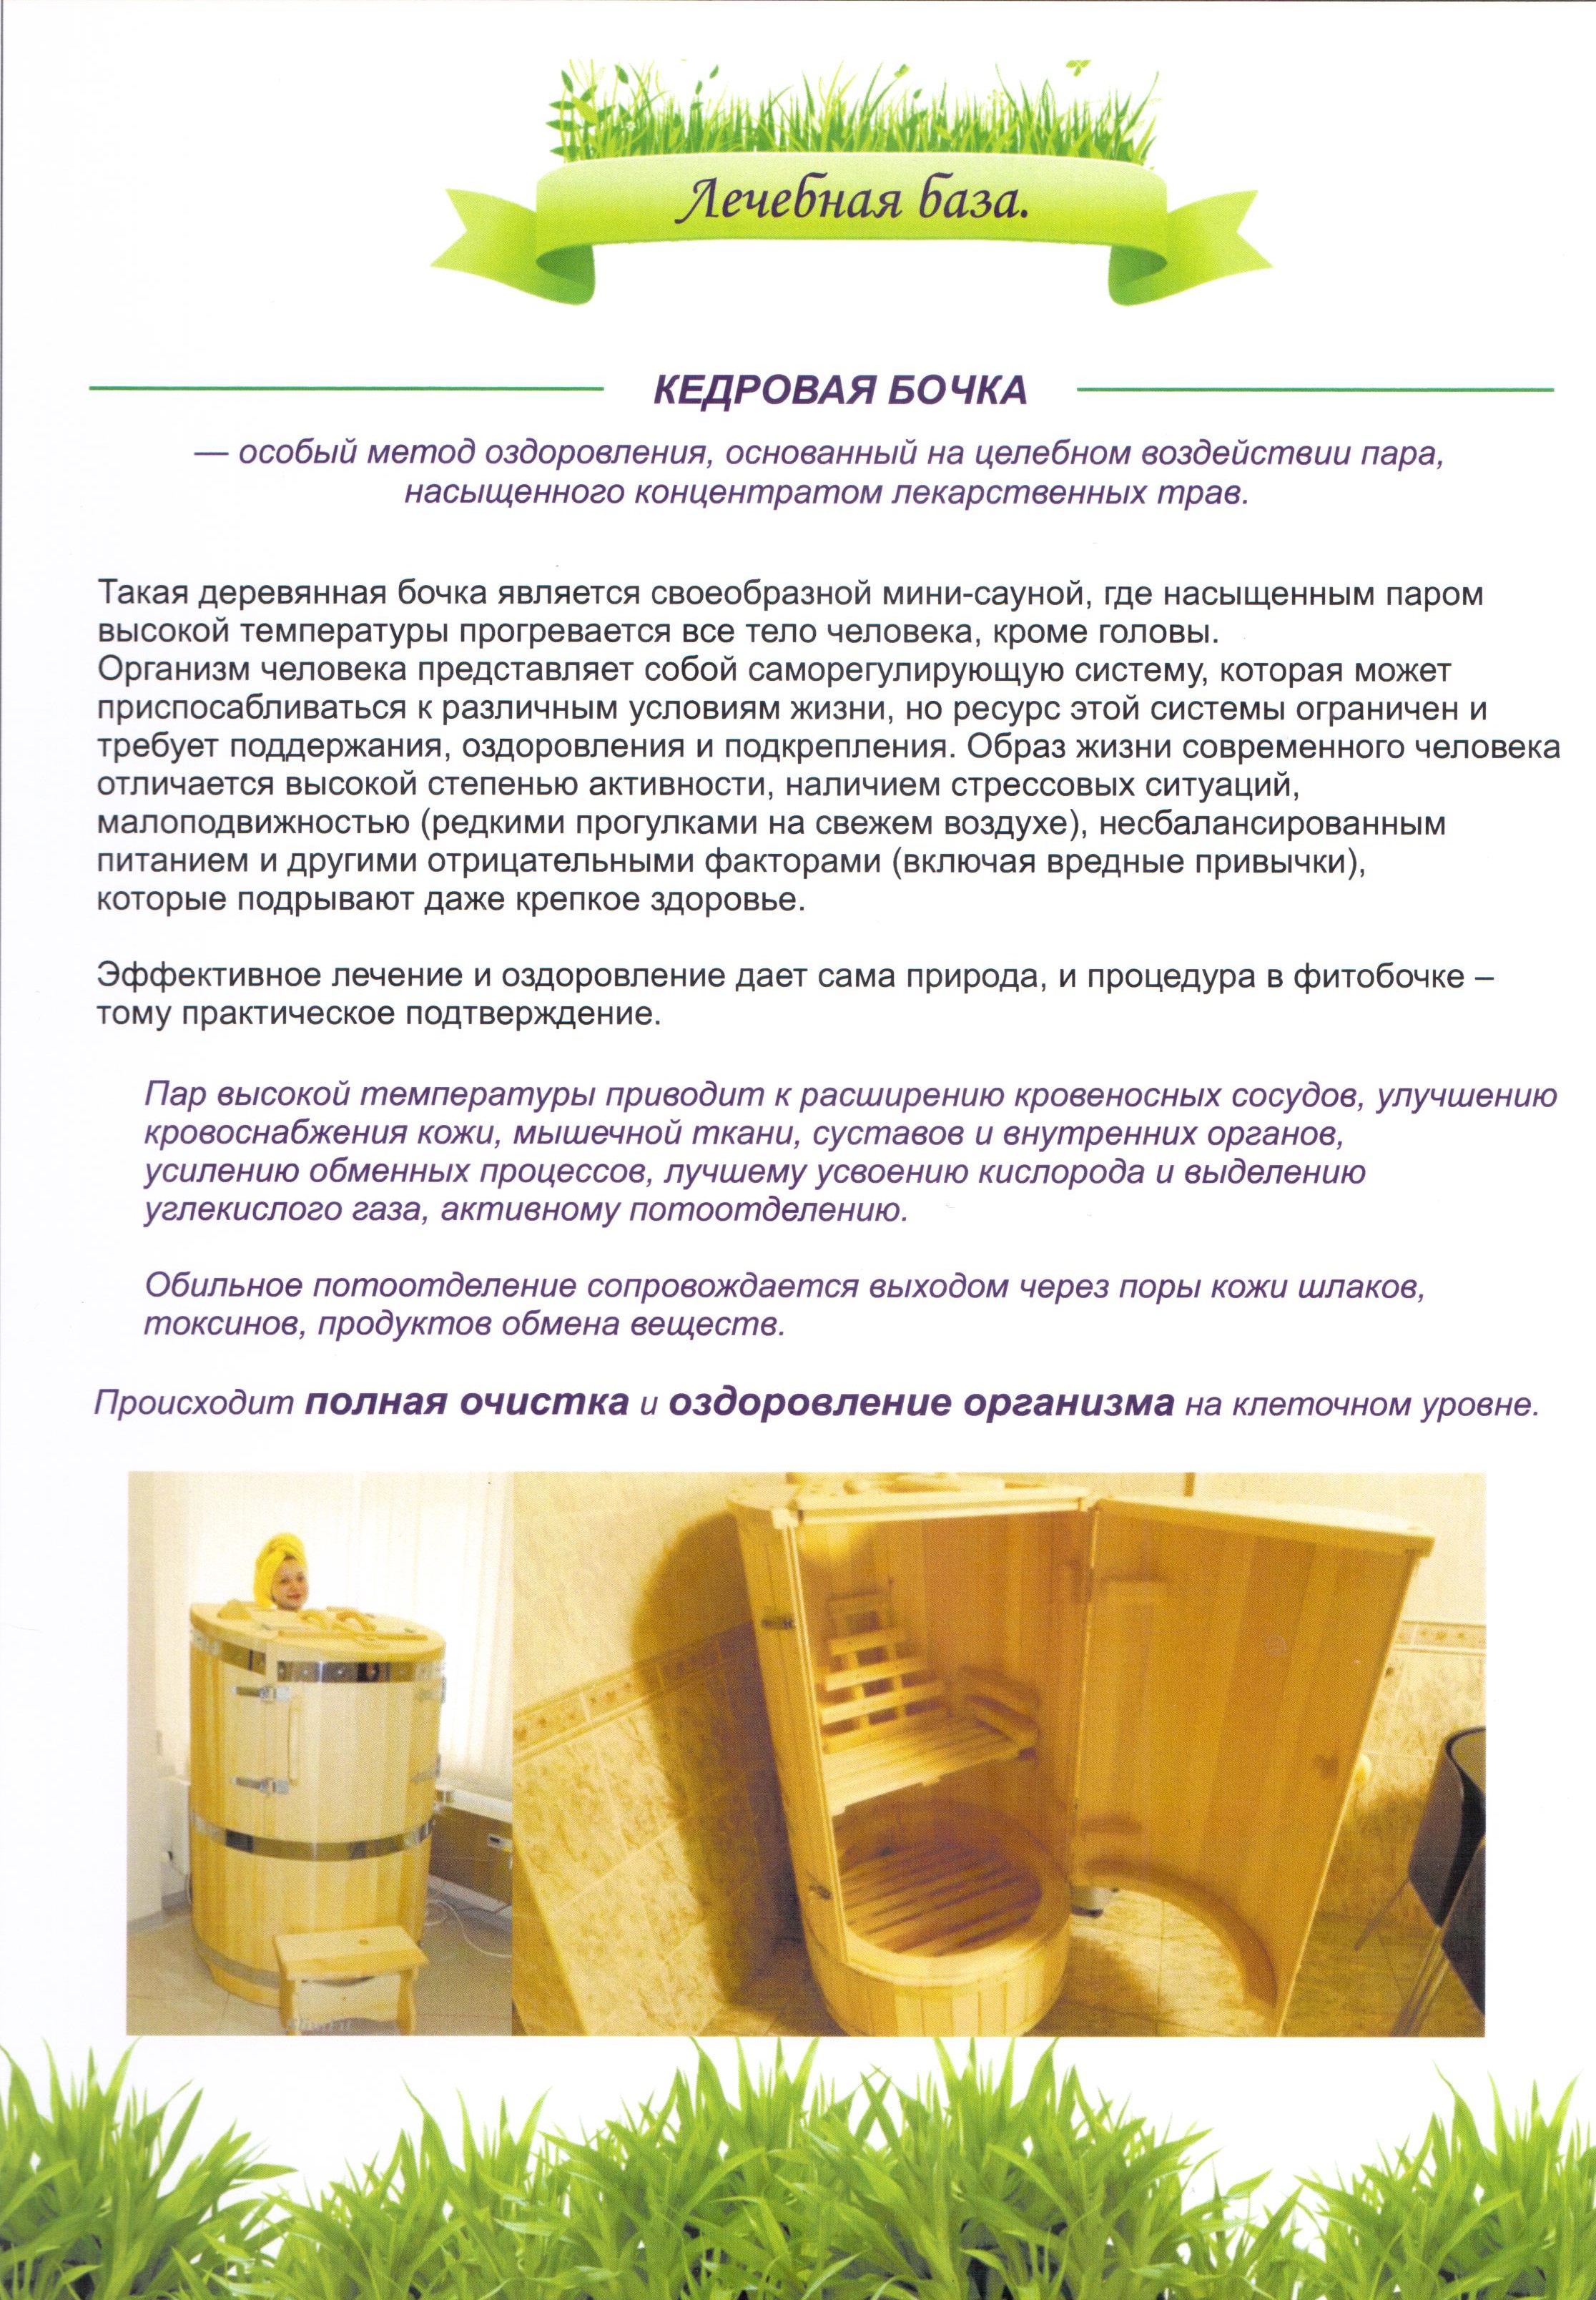 Лечебная база.
КЕДРОВАЯ БОЧКА
— особый метод оздоровления, основанный на целебном воздействии пара,
насыщенного концентратом лекарственных трав.
Такая деревянная бочка является своеобразной мини-сауной, где насыщенным паром
высокой температуры прогревается все тело человека, кроме головы.
Организм человека представляет собой саморегулирующую систему, которая может
приспосабливаться к различным условиям жизни, но ресурс этой системы ограничен и
требует поддержания, оздоровления и подкрепления. Образ жизни современного человека
отличается высокой степенью активности, наличием стрессовых ситуаций,
малоподвижностью (редкими прогулками на свежем воздухе), несбалансированным
питанием и другими отрицательными факторами (включая вредные привычки),
которые подрывают даже крепкое здоровье.
Эффективное лечение и оздоровление дает сама природа, и процедура в фитобочке –
тому практическое подтверждение.
Пар высокой температуры приводит к расширению кровеносных сосудов, улучшению
кровоснабжения кожи, мышечной ткани, суставов и внутренних органов,
усилению обменных процессов, лучшему усвоению кислорода и выделению
углекислого газа, активному потоотделению.
Обильное потоотделение сопровождается выходом через поры кожи шлаков,
токсинов, продуктов обмена веществ.
Происходит полная очистка и оздоровление организма на клеточном уровне.